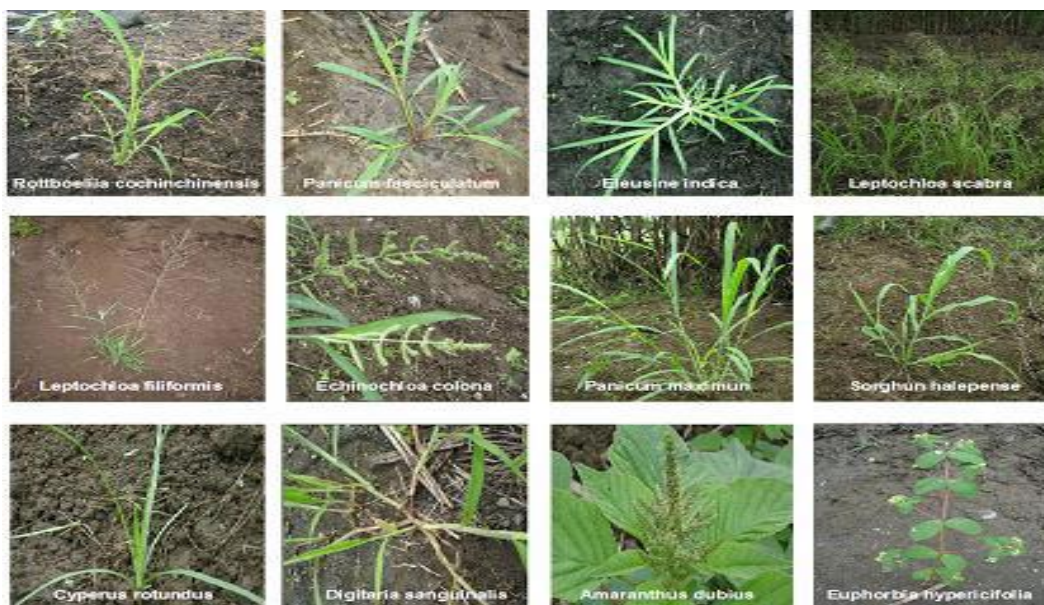 Rottboellia cochinchinensis
Panicum fasciculatum
Eleusine indica
Leptochloa scabra
Leptochloa filiformis
Echinochloa colona
Panicum maximun
Sorghun halepense
Cyperus rotundus
Digitaria sanguinalis
Amaranthus dubius
Euphorbia hypericifolia